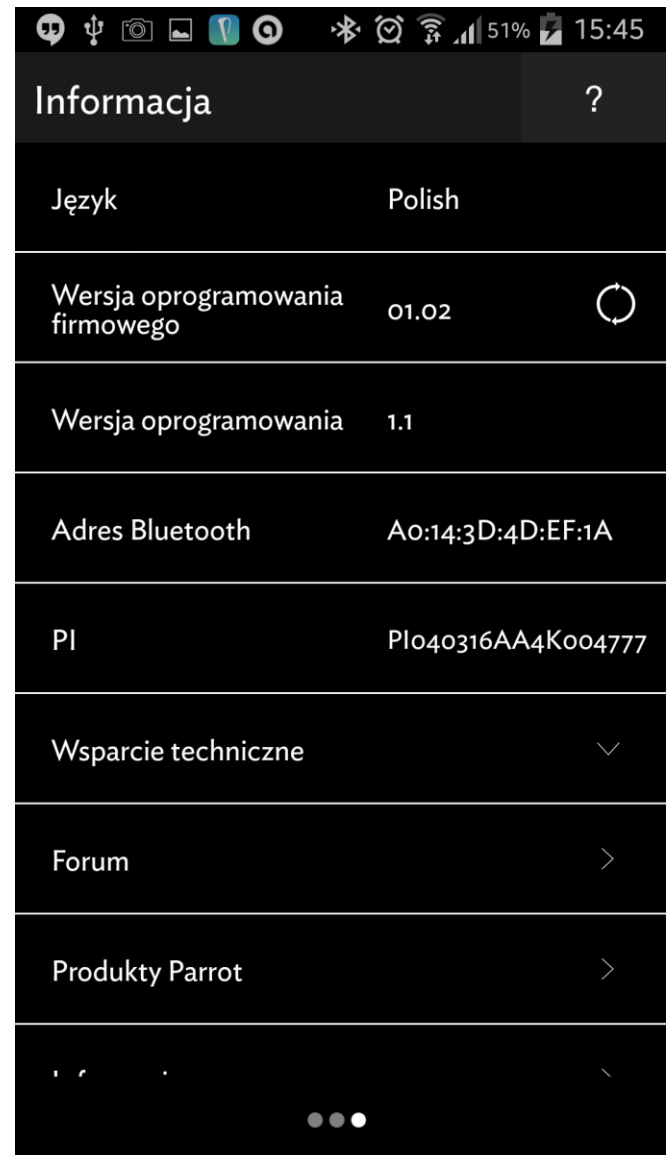 51% 15:45
Informacja ?
Język Polish
Wersja oprogramowania
firmowego 01.02
Wersja oprogramowania 1.1
Adres Bluetooth A0:14:3D:4D:EF:1A
PI PI040316AA4K004777
Wsparcie techniczne
Forum
Produkty Parrot